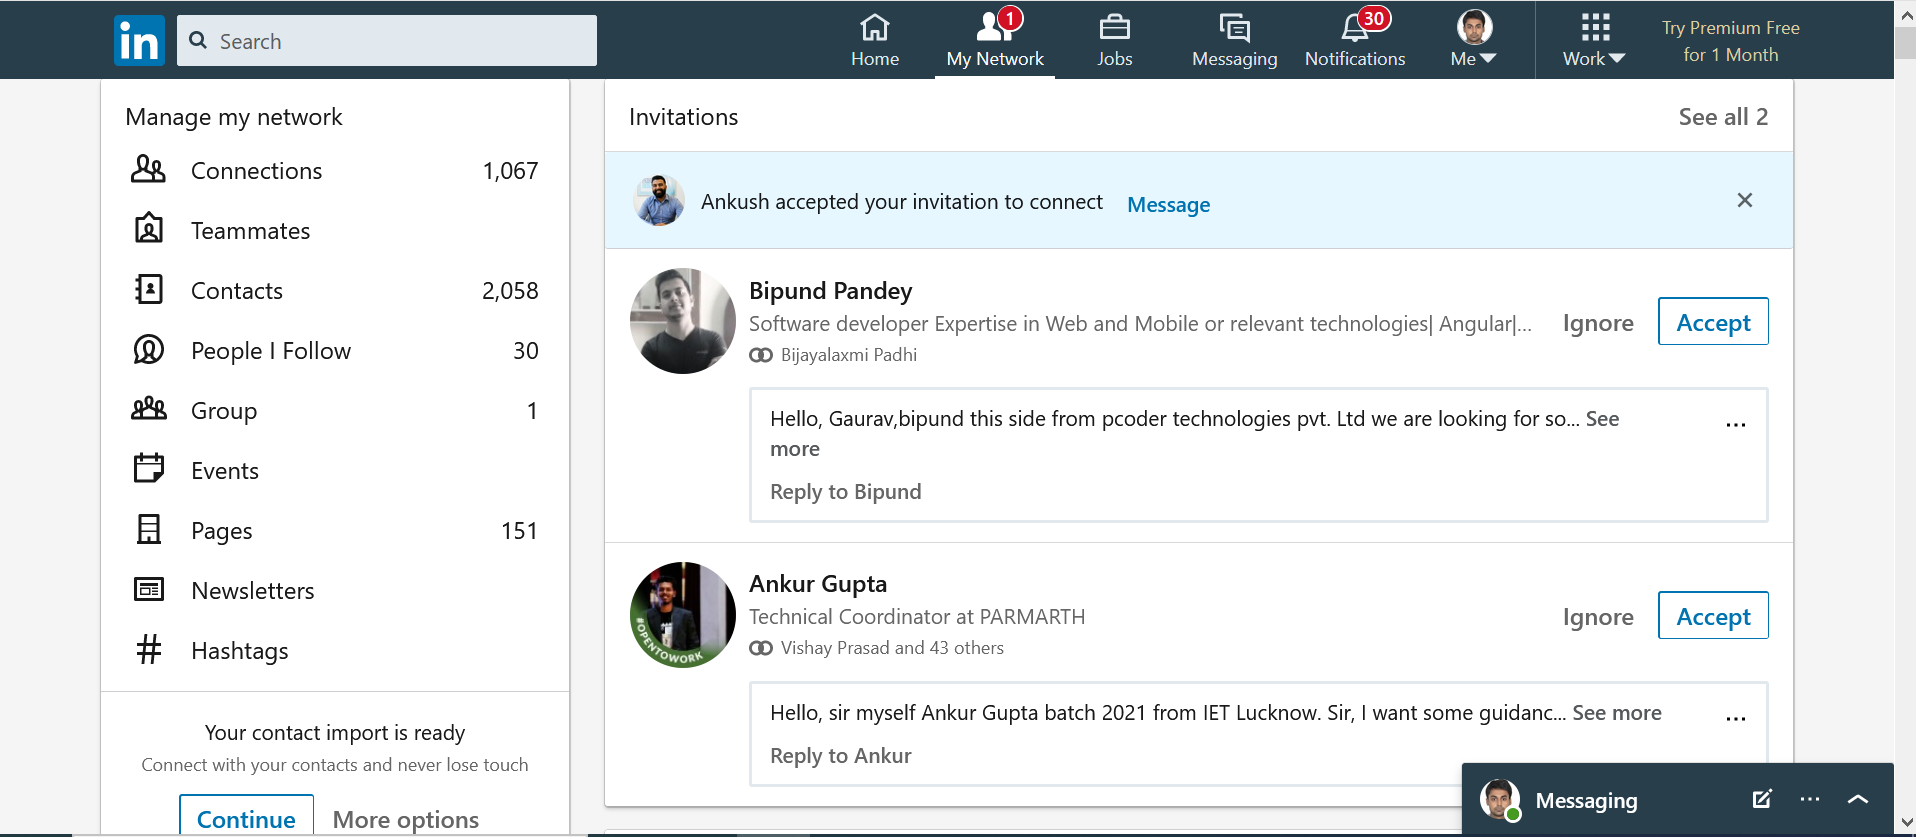 in
Search
Home
1
My Network
Jobs
Messaging
30
Notifications
Me
Work
Try Premium Free
for 1 Month
Manage my network
Connections 1,067
Teammates
Contacts 2,058
People I Follow 30
Group 1
Events
Pages 151
Newsletters
# Hashtags
Your contact import is ready
Connect with your contacts and never lose touch
Continue More options
Invitations See all 2
Ankush accepted your invitation to connect Message
Bipund Pandey
Software developer Expertise in Web and Mobile or relevant technologies| Angular|...
Bijayalaxmi Padhi
Ignore Accept
Hello, Gaurav,bipund this side from pcoder technologies pvt. Ltd we are looking for so... See
more
...
Reply to Bipund
#OPENTOWORK
Ankur Gupta
Technical Coordinator at PARMARTH
Vishay Prasad and 43 others
Ignore Accept
Hello, sir myself Ankur Gupta batch 2021 from IET Lucknow. Sir, I want some guidanc... See more
...
Reply to Ankur
Messaging ...